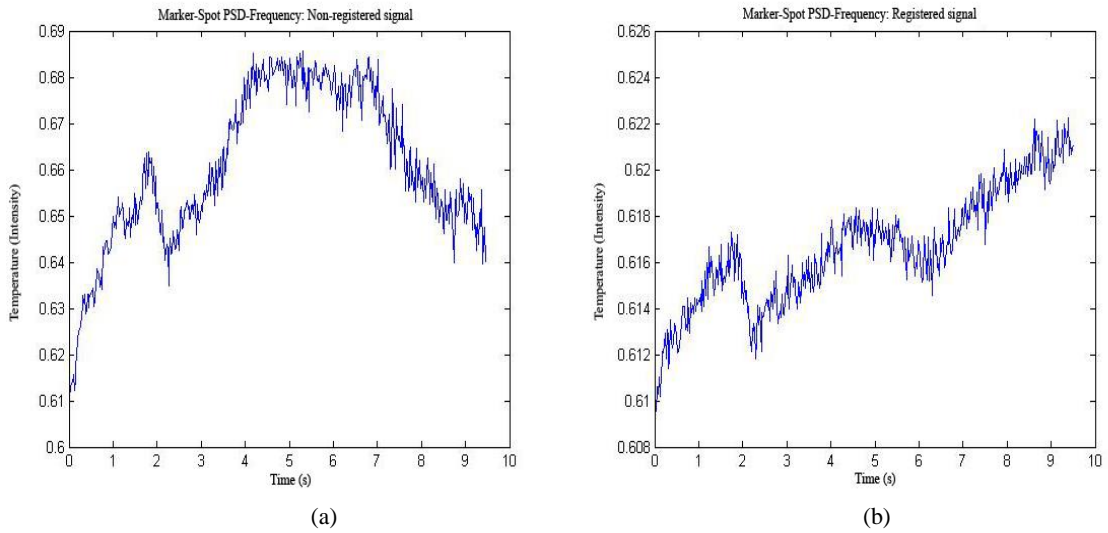 Marker-Spot PSD-Frequency: Non-registered signal
0.69
0.68
0.67
0.66
0.65
0.64
0.63
0.62
0.61
0.6
Temperature (Intensity)
0 1 2 3 4 5 6 7 8 9 10
Time (s)
(a)
Marker-Spot PSD-Frequency: Registered signal
0.626
0.624
0.622
0.62
0.618
0.616
0.614
0.612
0.61
0.608
Temperature (Intensity)
0 1 2 3 4 5 6 7 8 9 10
Time (s)
(b)